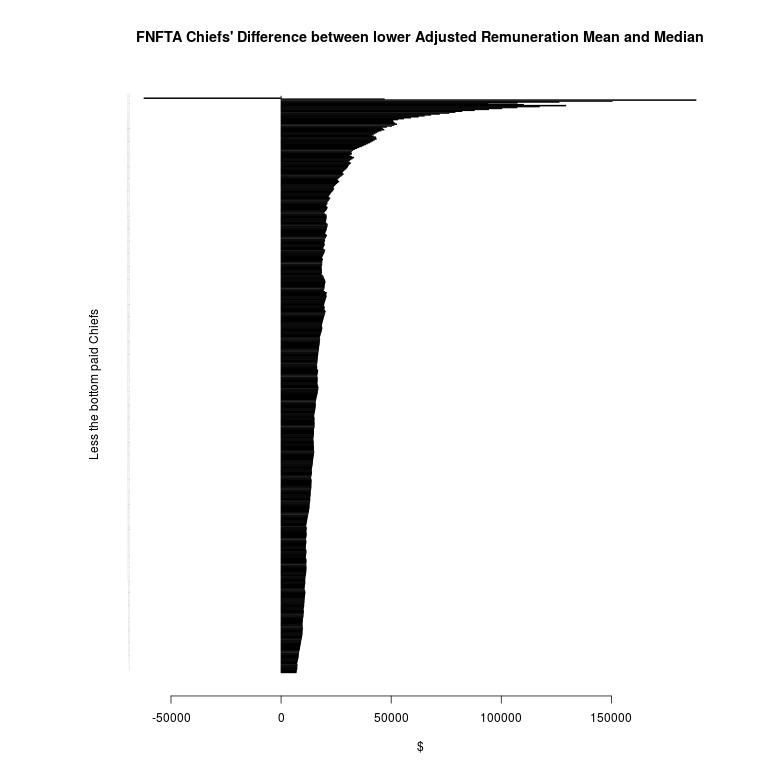 FNFTA Chiefs' Difference between lower Adjusted Remuneration Mean and Median
Less the bottom paid Chiefs
-50000 0 50000 100000 150000
$